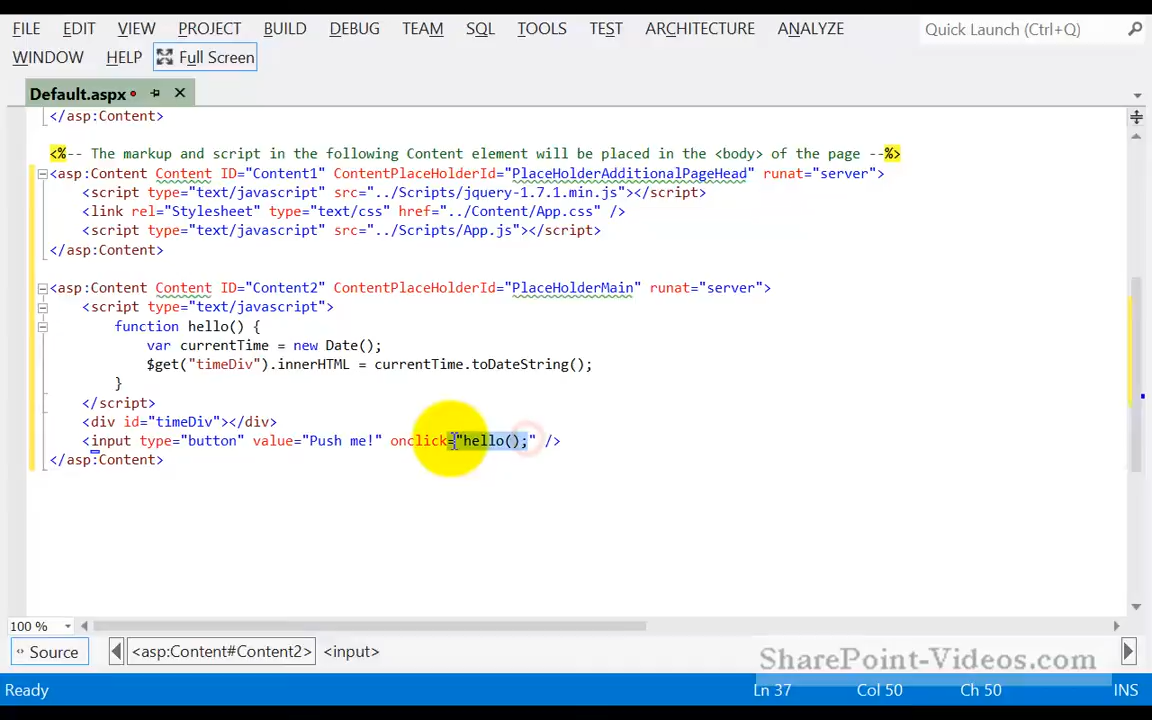 FILE EDIT VIEW PROJECT BUILD DEBUG TEAM SQL TOOLS TEST ARCHITECTURE ANALYZE Quick Launch (Ctrl+Q)
WINDOW HELP Full Screen
Default.aspx
</asp:Content>
<%-- The markup and script in the following Content element will be placed in the <body> of the page --%>
<asp:Content Content ID="Content1" ContentPlaceHolderId="PlaceHolderAdditionalPageHead" runat="server">
<script type="text/javascript" src="../Scripts/jquery-1.7.1.min.js"></script>
<link rel="Stylesheet" type="text/css" href="../Content/App.css" />
<script type="text/javascript" src="../Scripts/App.js"></script>
</asp:Content>
<asp:Content Content ID="Content2" ContentPlaceHolderId="PlaceHolderMain" runat="server">
<script type="text/javascript">
function hello() {
var currentTime = new Date();
$get("timeDiv").innerHTML = currentTime.toDateString();
}
</script>
<div id="timeDiv"></div>
<input type="button" value="Push me!" onclick="hello();" />
</asp:Content>
100 %
Source <asp:Content#Content2> <input>
SharePoint-Videos.com
Ready Ln 37 Col 50 Ch 50 INS